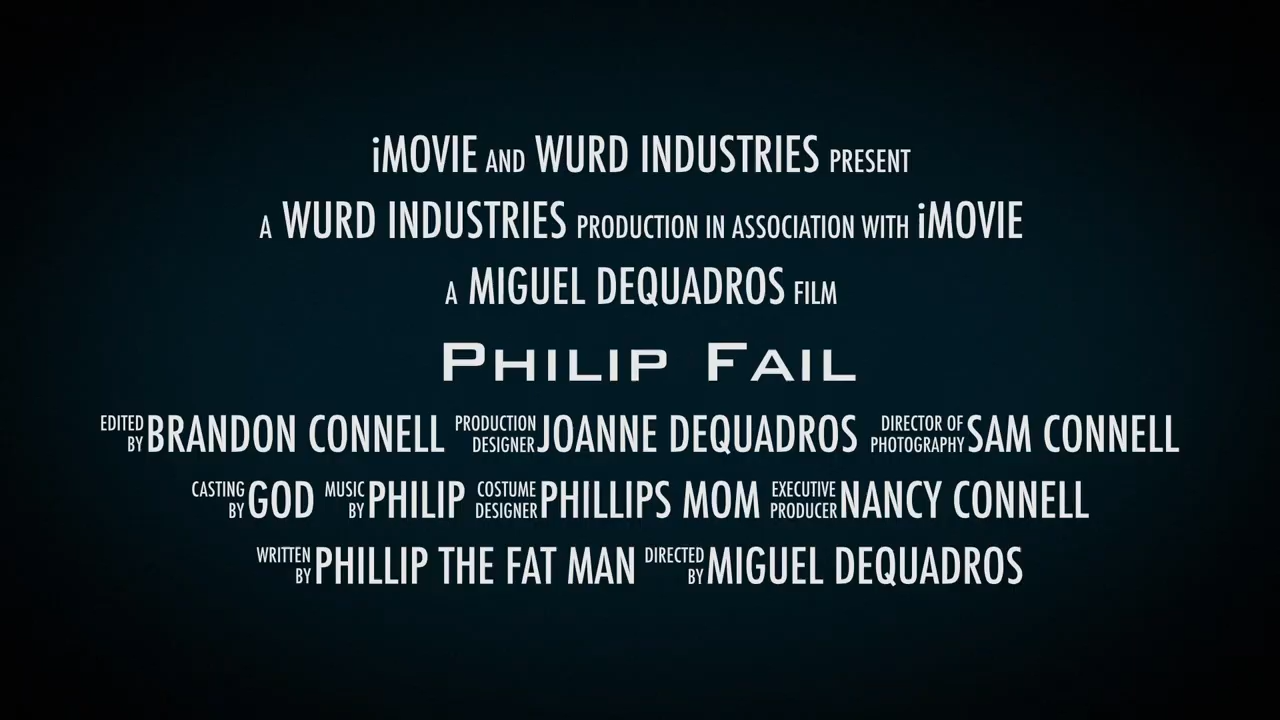 iMOVIE AND WURD INDUSTRIES PRESENT
A WURD INDUSTRIES PRODUCTION IN ASSOCIATION WITH iMOVIE
A MIGUEL DEQUADROS FILM
PHILIP FAIL
EDITED BY BRANDON CONNELL PRODUCTION DESIGNER JOANNE DEQUADROS DIRECTOR OF PHOTOGRAPHY SAM CONNELL
CASTING BY GOD MUSIC BY PHILIP COSTUME DESIGNER PHILLIPS MOM EXECUTIVE PRODUCER NANCY CONNELL
WRITTEN BY PHILLIP THE FAT MAN DIRECTED BY MIGUEL DEQUADROS